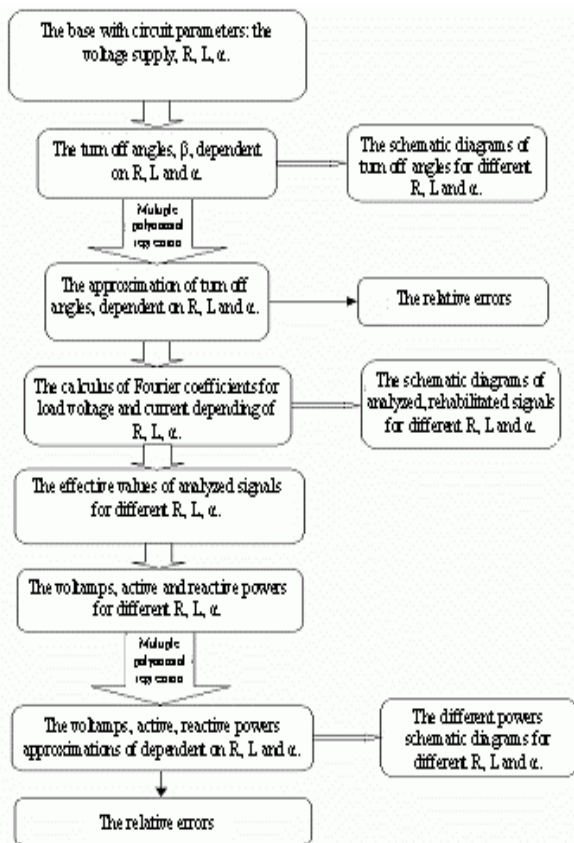 The base with circuit parameters: the
voltage supply, R, L, α.
The turn off angles, β, dependent
on R, L and α.
The schematic diagrams of
turn off angles for different
R, L and α.
Multiple
polynomial
regression
The approximation of turn off
angles, dependent on R, L and α.
The relative errors
The calculus of Fourier coefficients for
load voltage and current depending of
R, L, α.
The schematic diagrams of
analyzed, rehabilitated signals
for different R, L and α.
The effective values of analyzed signals
for different R, L, α.
The voltamps, active and reactive powers
for different R, L, α.
Multiple
polynomial
regression
The voltamps, active, reactive powers
approximations of dependent on R, L and α.
The different powers
schematic diagrams for
different R, L and α.
The relative errors